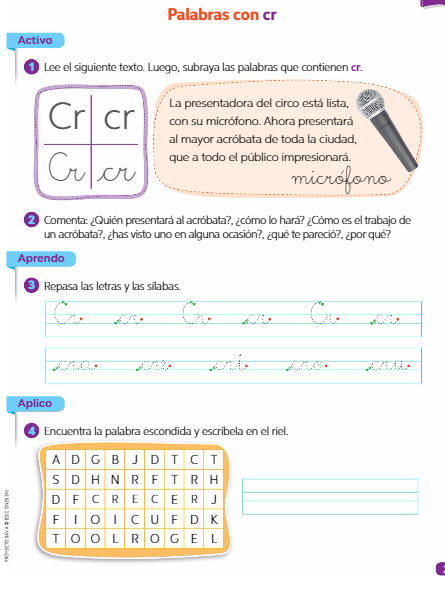 Palabras con cr
Activo
1 Lee el siguiente texto. Luego, subraya las palabras que contienen cr.
Cr cr
Cr cr
La presentadora del circo está lista,
con su micrófono. Ahora presentará
al mayor acróbata de toda la ciudad,
que a todo el público impresionará.
micrófono
2 Comenta: ¿Quién presentará al acróbata?, ¿cómo lo hará? ¿Cómo es el trabajo de
un acróbata?, ¿has visto uno en alguna ocasión?, ¿qué te pareció?, ¿por qué?
Aprendo
3 Repasa las letras y las sílabas.
Cr cr Cr cr Cr cr
cra cre cri cro cru
Aplico
4 Encuentra la palabra escondida y escríbela en el riel.
A D G B J D T C T
S D H N R F T R H
D F C R E C E R J
F I O I C U F D K
T O O L R O G E L